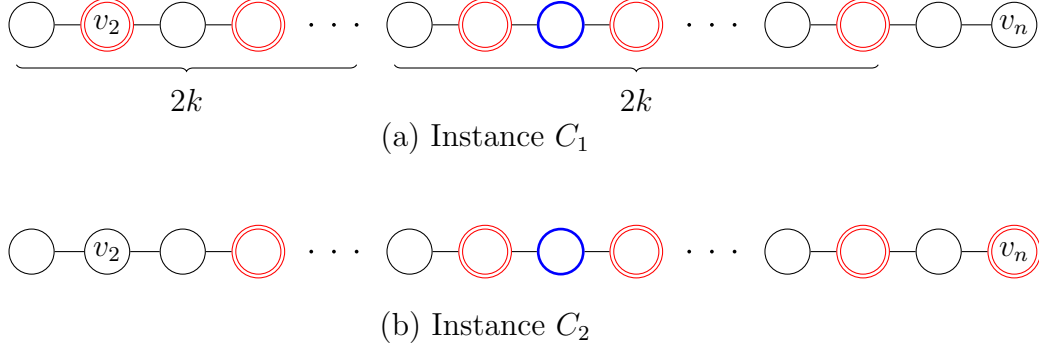 v₂ · · · · · · vₙ
2k 2k
(a) Instance C₁
v₂ · · · · · · vₙ
(b) Instance C₂